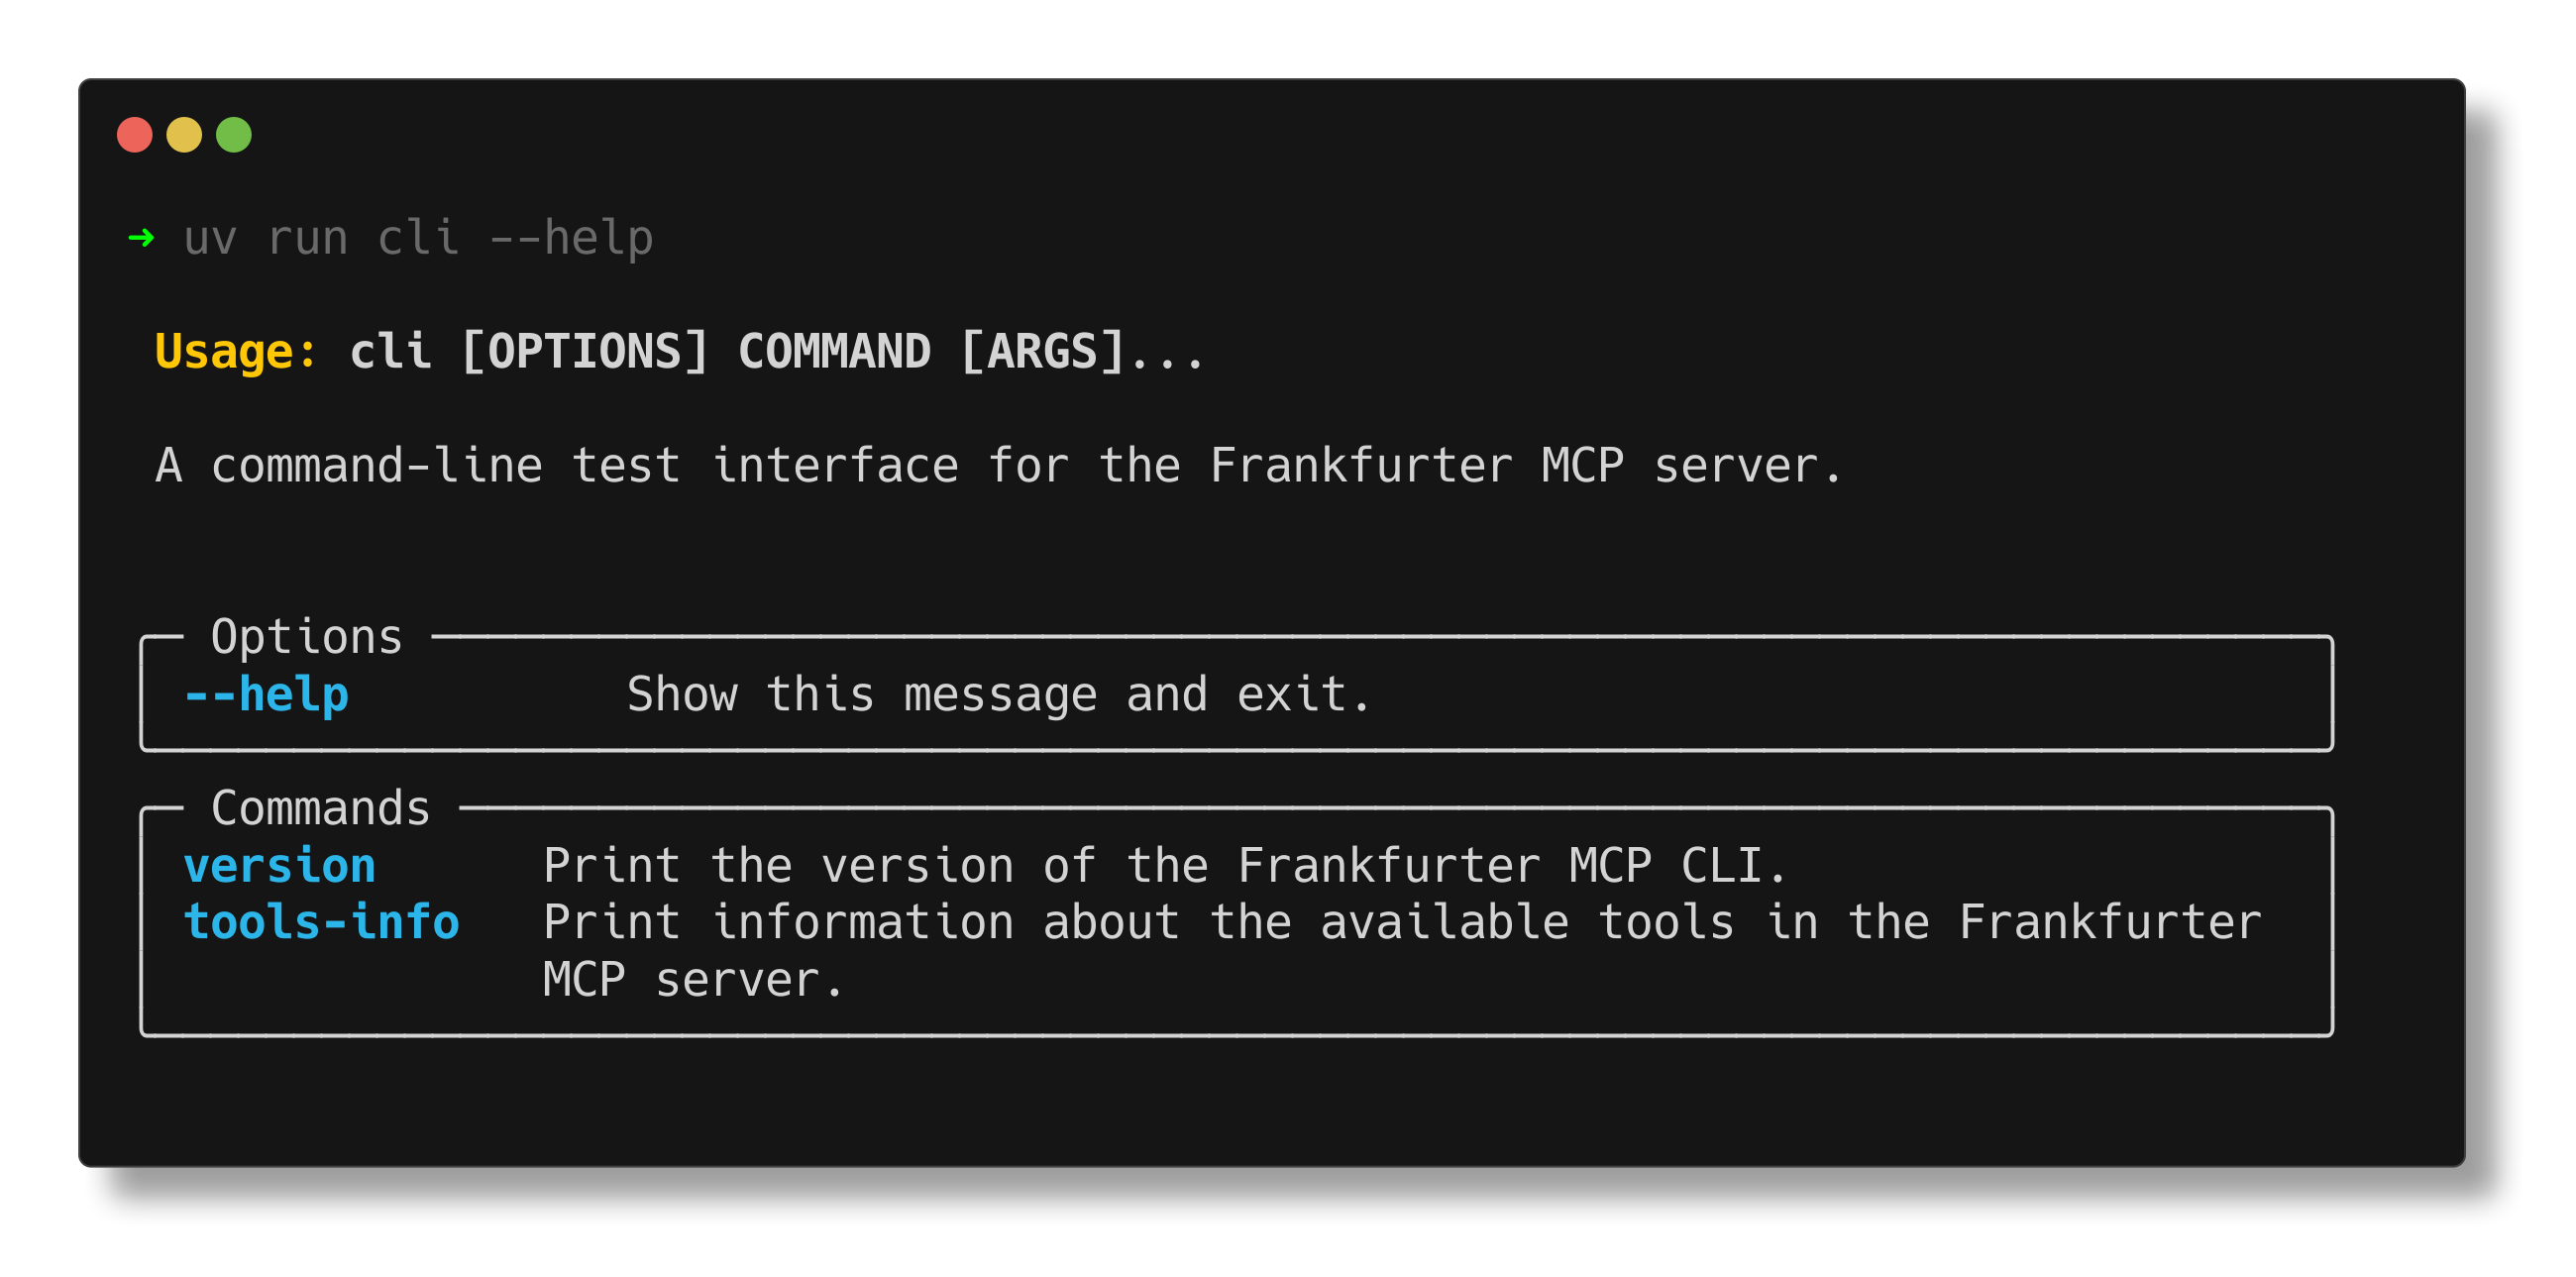 ➜ uv run cli --help
Usage: cli [OPTIONS] COMMAND [ARGS]...
A command-line test interface for the Frankfurter MCP server.
Options
--help Show this message and exit.
Commands
version Print the version of the Frankfurter MCP CLI.
tools-info Print information about the available tools in the Frankfurter
MCP server.